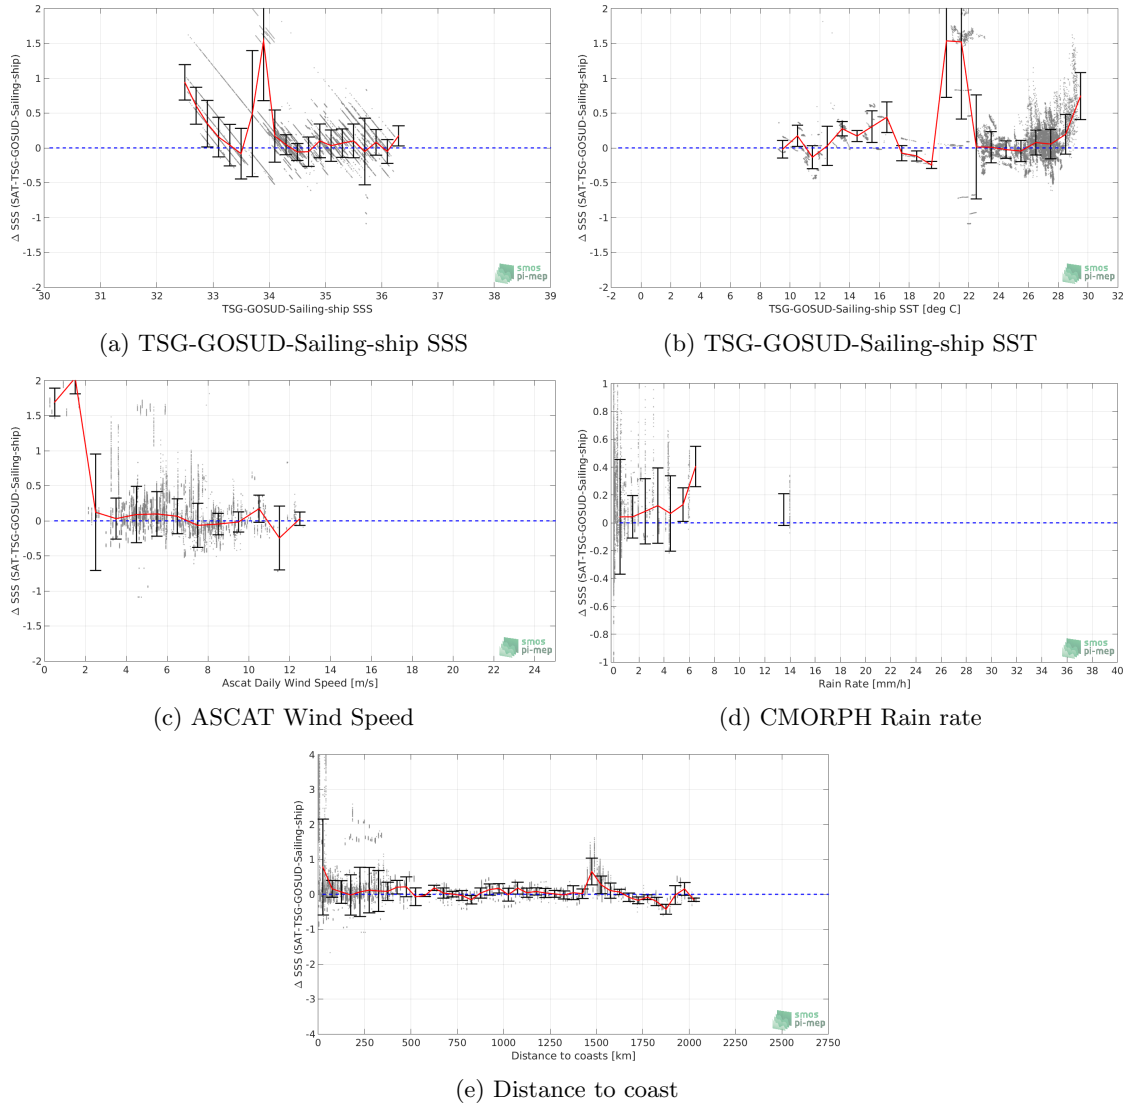 2
1.5
1
0.5
0
-0.5
-1
-1.5
-2
Δ SSS (SAT-TSG-GOSUD-Sailing-ship)
30 31 32 33 34 35 36 37 38 39
TSG-GOSUD-Sailing-ship SSS
smos
pi-mep
(a) TSG-GOSUD-Sailing-ship SSS
2
1.5
1
0.5
0
-0.5
-1
-1.5
-2
Δ SSS (SAT-TSG-GOSUD-Sailing-ship)
-2 0 2 4 6 8 10 12 14 16 18 20 22 24 26 28 30 32
TSG-GOSUD-Sailing-ship SST [deg C]
smos
pi-mep
(b) TSG-GOSUD-Sailing-ship SST
2
1.5
1
0.5
0
-0.5
-1
-1.5
-2
Δ SSS (SAT-TSG-GOSUD-Sailing-ship)
0 2 4 6 8 10 12 14 16 18 20 22 24
Ascat Daily Wind Speed [m/s]
smos
pi-mep
(c) ASCAT Wind Speed
1
0.8
0.6
0.4
0.2
0
-0.2
-0.4
-0.6
-0.8
-1
Δ SSS (SAT-TSG-GOSUD-Sailing-ship)
0 2 4 6 8 10 12 14 16 18 20 22 24 26 28 30 32 34 36 38 40
Rain Rate [mm/h]
smos
pi-mep
(d) CMORPH Rain rate
4
3
2
1
0
-1
-2
-3
-4
Δ SSS (SAT-TSG-GOSUD-Sailing-ship)
0 250 500 750 1000 1250 1500 1750 2000 2250 2500 2750
Distance to coasts [km]
smos
pi-mep
(e) Distance to coast